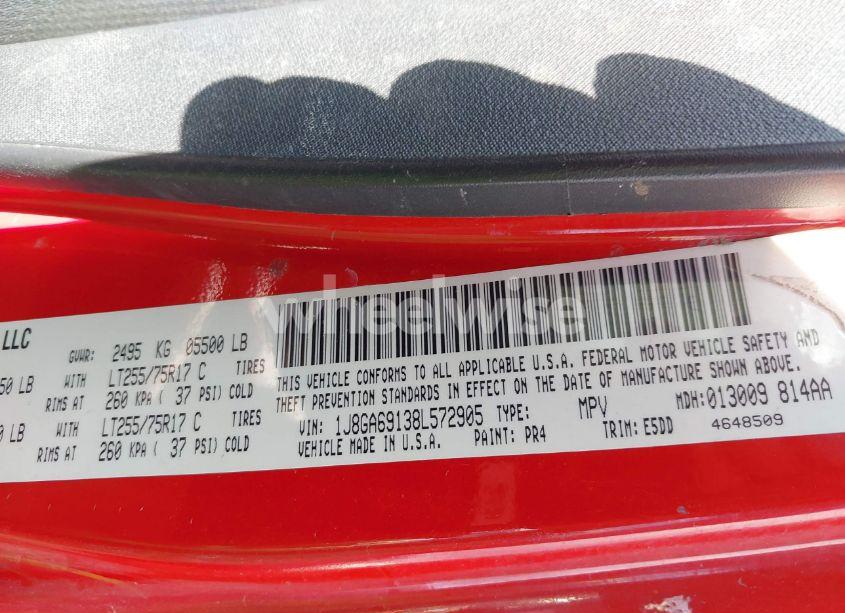 LLC
GVWR: 2495 KG 05500 LB
50 LB WITH LT255/75R17 C TIRES
RIMS AT 260 KPA ( 37 PSI) COLD
0 LB WITH LT255/75R17 C TIRES
RIMS AT 260 KPA ( 37 PSI) COLD
THIS VEHICLE CONFORMS TO ALL APPLICABLE U.S.A. FEDERAL MOTOR VEHICLE SAFETY AND
THEFT PREVENTION STANDARDS IN EFFECT ON THE DATE OF MANUFACTURE SHOWN ABOVE.
VIN: 1J8GA69138L572905 TYPE: MPV MDH: 013009 814AA
VEHICLE MADE IN U.S.A. PAINT: PR4 TRIM: E5DD 4648509
wheelwise